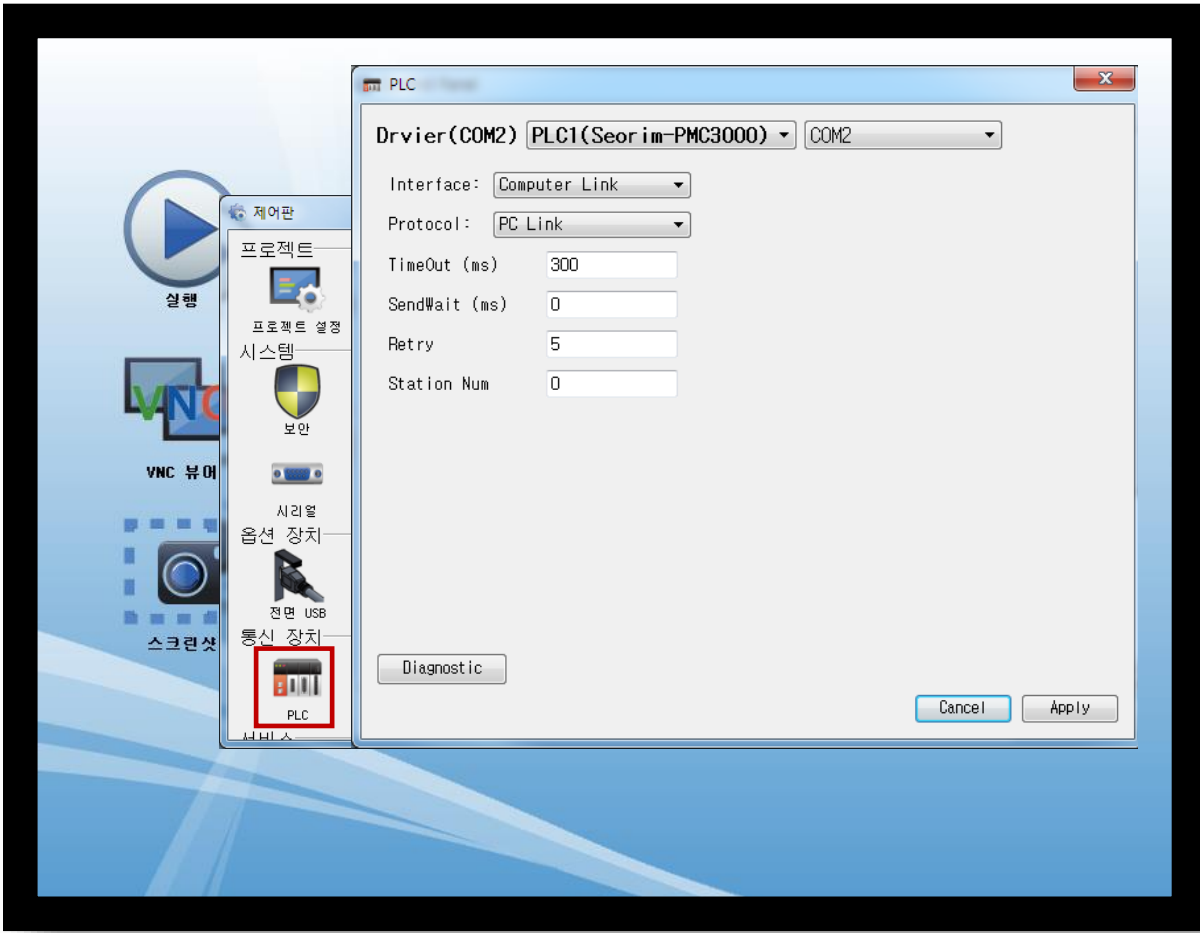 PLC
Drvier(COM2) PLC1(Seorim-PMC3000) COM2
Interface: Computer Link
Protocol: PC Link
TimeOut (ms) 300
SendWait (ms) 0
Retry 5
Station Num 0
Diagnostic
Cancel Apply
제어판
프로젝트
프로젝트 설정
시스템
보안
시리얼
옵션 장치
전면 USB
통신 장치
PLC
실행
VNC
VNC 뷰어
스크린샷